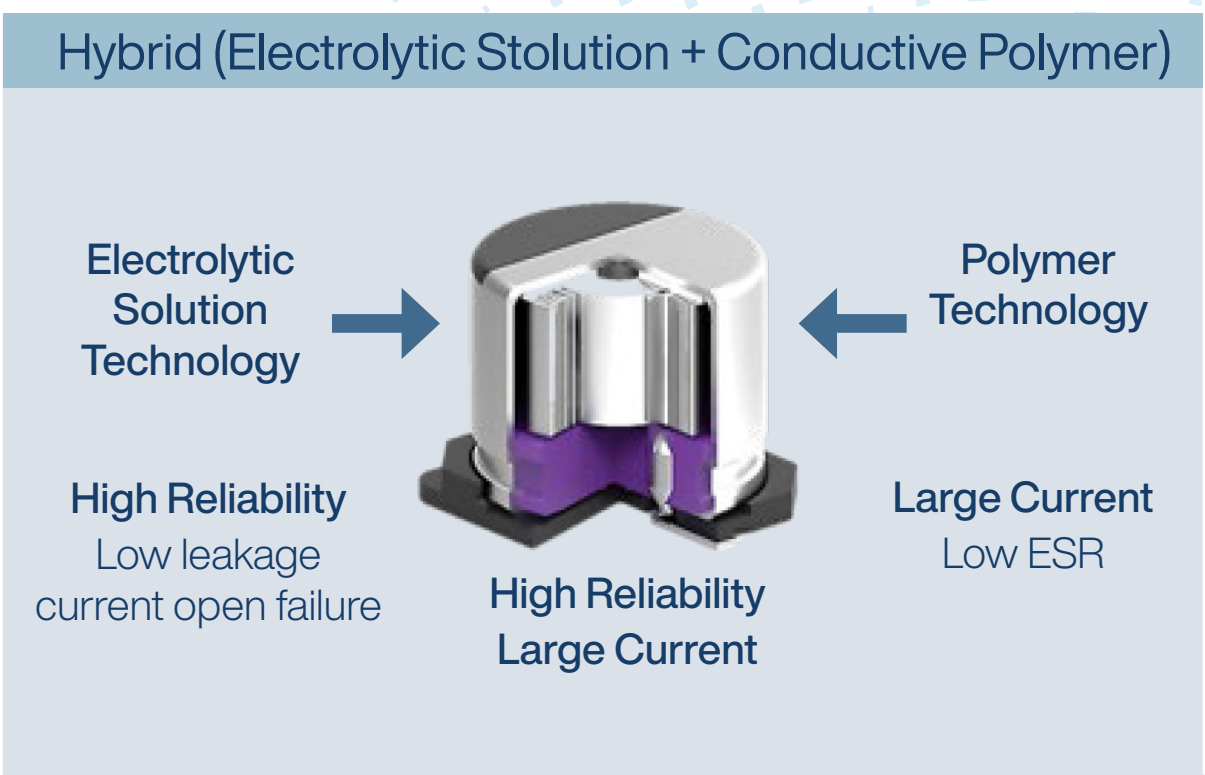 Hybrid (Electrolytic Stolution + Conductive Polymer)
Electrolytic
Solution
Technology
Polymer
Technology
High Reliability
Low leakage
current open failure
Large Current
Low ESR
High Reliability
Large Current